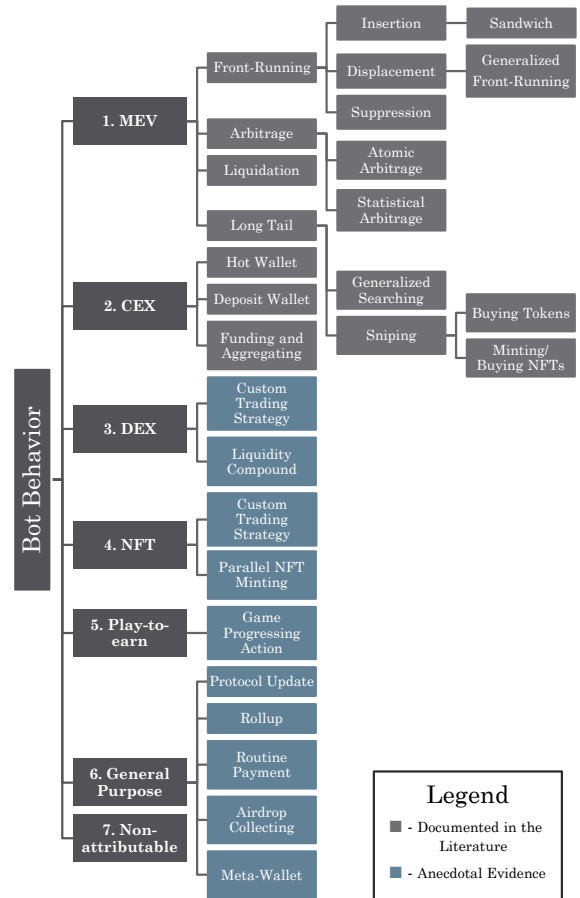 Bot Behavior
1. MEV
Front-Running
Insertion
Sandwich
Displacement
Generalized
Front-Running
Suppression
Arbitrage
Atomic
Arbitrage
Statistical
Arbitrage
Liquidation
Long Tail
Generalized
Searching
Sniping
Buying Tokens
Minting/
Buying NFTs
2. CEX
Hot Wallet
Deposit Wallet
Funding and
Aggregating
3. DEX
Custom
Trading
Strategy
Liquidity
Compound
4. NFT
Custom
Trading
Strategy
Parallel NFT
Minting
5. Play-to-
earn
Game
Progressing
Action
6. General
Purpose
Protocol Update
Rollup
Routine
Payment
Airdrop
Collecting
Meta-Wallet
7. Non-
attributable
Legend
- Documented in the
Literature
- Anecdotal Evidence